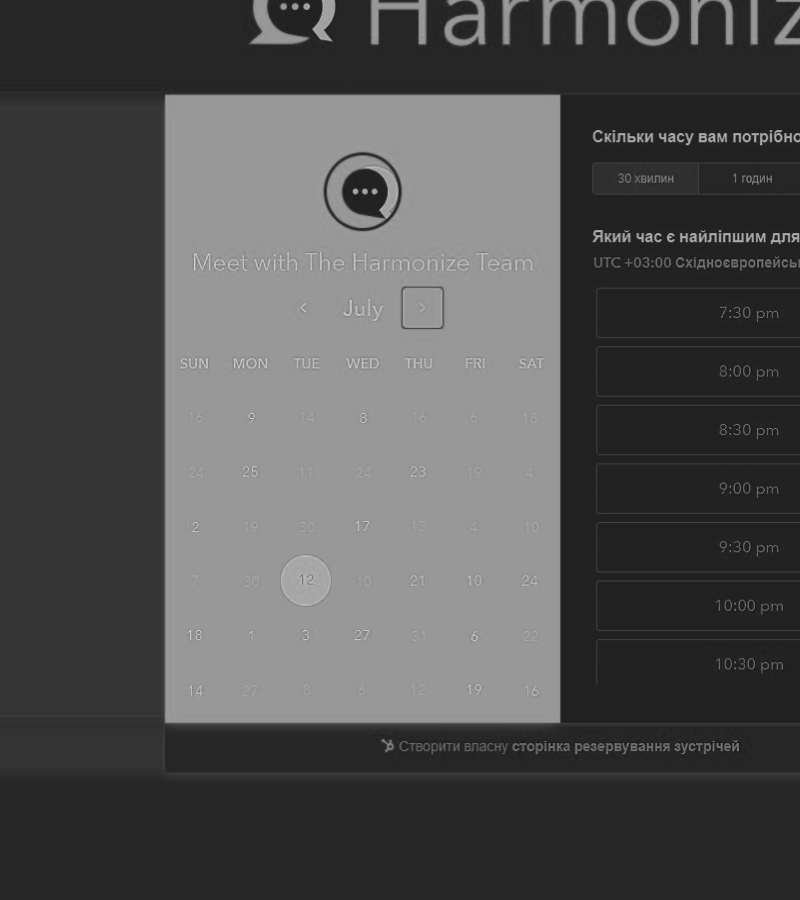 Harmoniz
Meet with The Harmonize Team
July
SUN MON TUE WED THU FRI SAT
16 9 14 8 16 6 18
24 25 11 24 23 19 4
2 19 30 17 13 4 10
7 30 12 10 21 10 24
18 1 3 27 31 6 22
14 27 8 6 12 19 16
Скільки часу вам потрібно
30 хвилин 1 годин
Який час є найліпшим для
UTC +03:00 Східноєвропейськ
7:30 pm
8:00 pm
8:30 pm
9:00 pm
9:30 pm
10:00 pm
10:30 pm
Створити власну сторінка резервування зустрічей